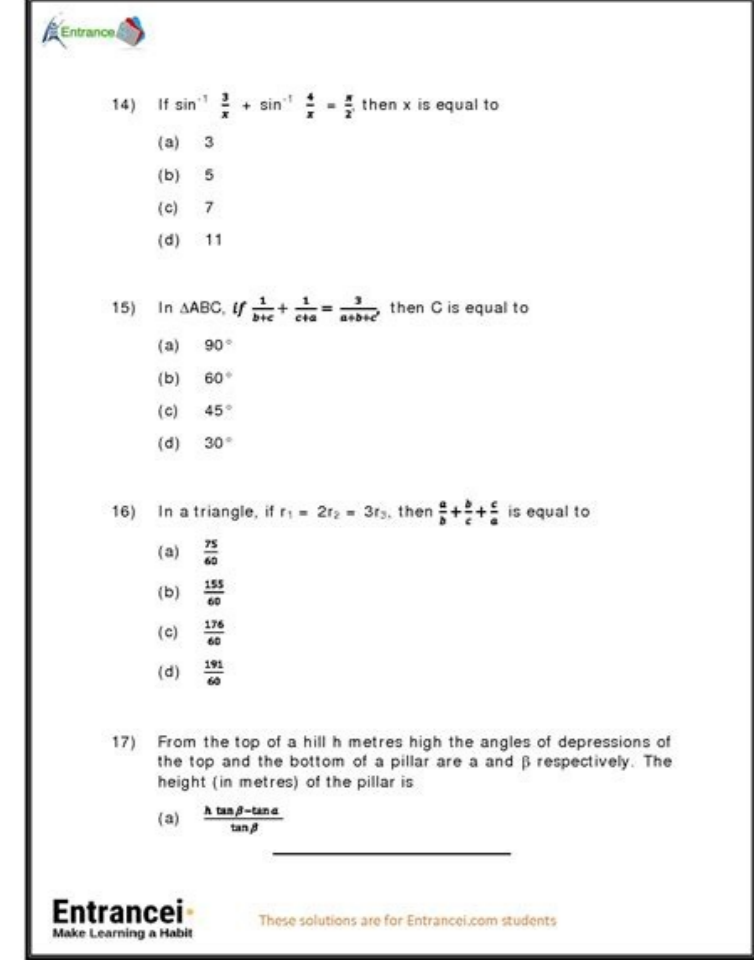 Entrance
14) If sin⁻¹ 3/x + sin⁻¹ 4/x = π/2, then x is equal to
(a) 3
(b) 5
(c) 7
(d) 11
15) In ΔABC, if 1/b+c + 1/c+a = 3/a+b+c, then C is equal to
(a) 90°
(b) 60°
(c) 45°
(d) 30°
16) In a triangle, if r₁ = 2r₂ = 3r₃, then a/b + b/c + c/a is equal to
(a) 75/60
(b) 155/60
(c) 176/60
(d) 191/60
17) From the top of a hill h metres high the angles of depressions of
the top and the bottom of a pillar are a and β respectively. The
height (in metres) of the pillar is
(a) h tan β−tan α/tan β
Entrancei
Make Learning a Habit
These solutions are for Entrancei.com students